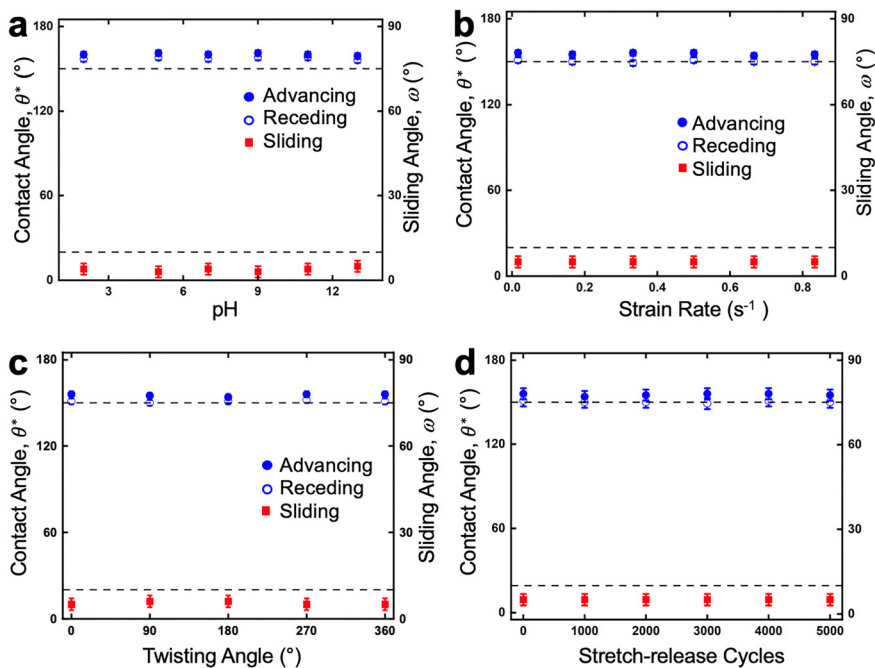 a
180
120
60
0
Contact Angle, θ* (°)
Advancing
Receding
Sliding
3
6
9
12
pH
90
60
30
0
Sliding Angle, ω (°)
b
180
120
60
0
Contact Angle, θ* (°)
Advancing
Receding
Sliding
0.0
0.2
0.4
0.6
0.8
Strain Rate (s⁻¹)
90
60
30
0
Sliding Angle, ω (°)
c
180
120
60
0
Contact Angle, θ* (°)
Advancing
Receding
Sliding
0
90
180
270
360
Twisting Angle (°)
90
60
30
0
Sliding Angle, ω (°)
d
180
120
60
0
Contact Angle, θ* (°)
0
1000
2000
3000
4000
5000
Stretch-release Cycles
90
60
30
0
Sliding Angle, ω (°)